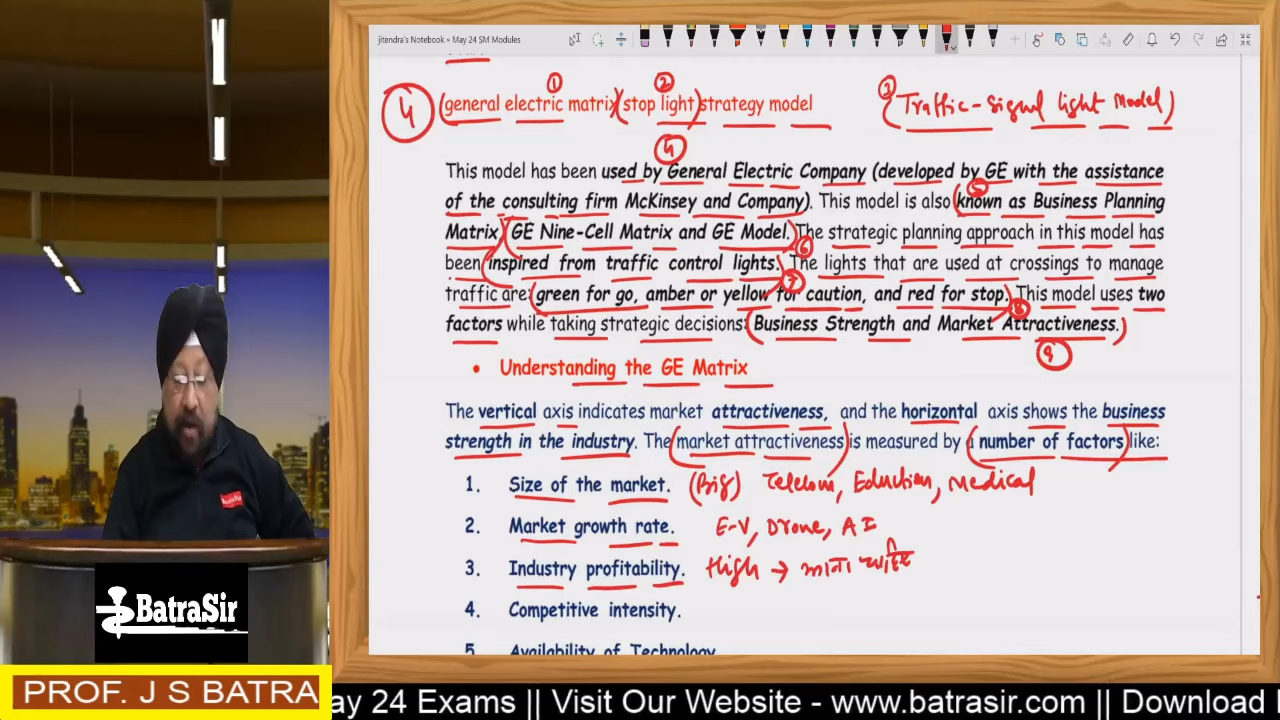 jitendra's Notebook » May 24 SM Modules
4 (general electric matrix) (stop light) strategy model {Traffic-Signal light Model)
1 2 3
4
This model has been used by General Electric Company (developed by GE with the assistance
of the consulting firm McKinsey and Company). This model is also known as Business Planning
Matrix, GE Nine-Cell Matrix and GE Model. The strategic planning approach in this model has
been inspired from traffic control lights. The lights that are used at crossings to manage
traffic are: green for go, amber or yellow for caution, and red for stop. This model uses two
factors while taking strategic decisions: Business Strength and Market Attractiveness.
5
6
7
8
9
• Understanding the GE Matrix
The vertical axis indicates market attractiveness, and the horizontal axis shows the business
strength in the industry. The market attractiveness is measured by a number of factors like:
1. Size of the market. (Big) Telecom, Eduction, Medical
2. Market growth rate. E-V, Drone, AI
3. Industry profitability. High →
4. Competitive intensity.
5. Availability of Technology
BatraSir
PROF. J S BATRA
ay 24 Exams || Visit Our Website - www.batrasir.com || Download